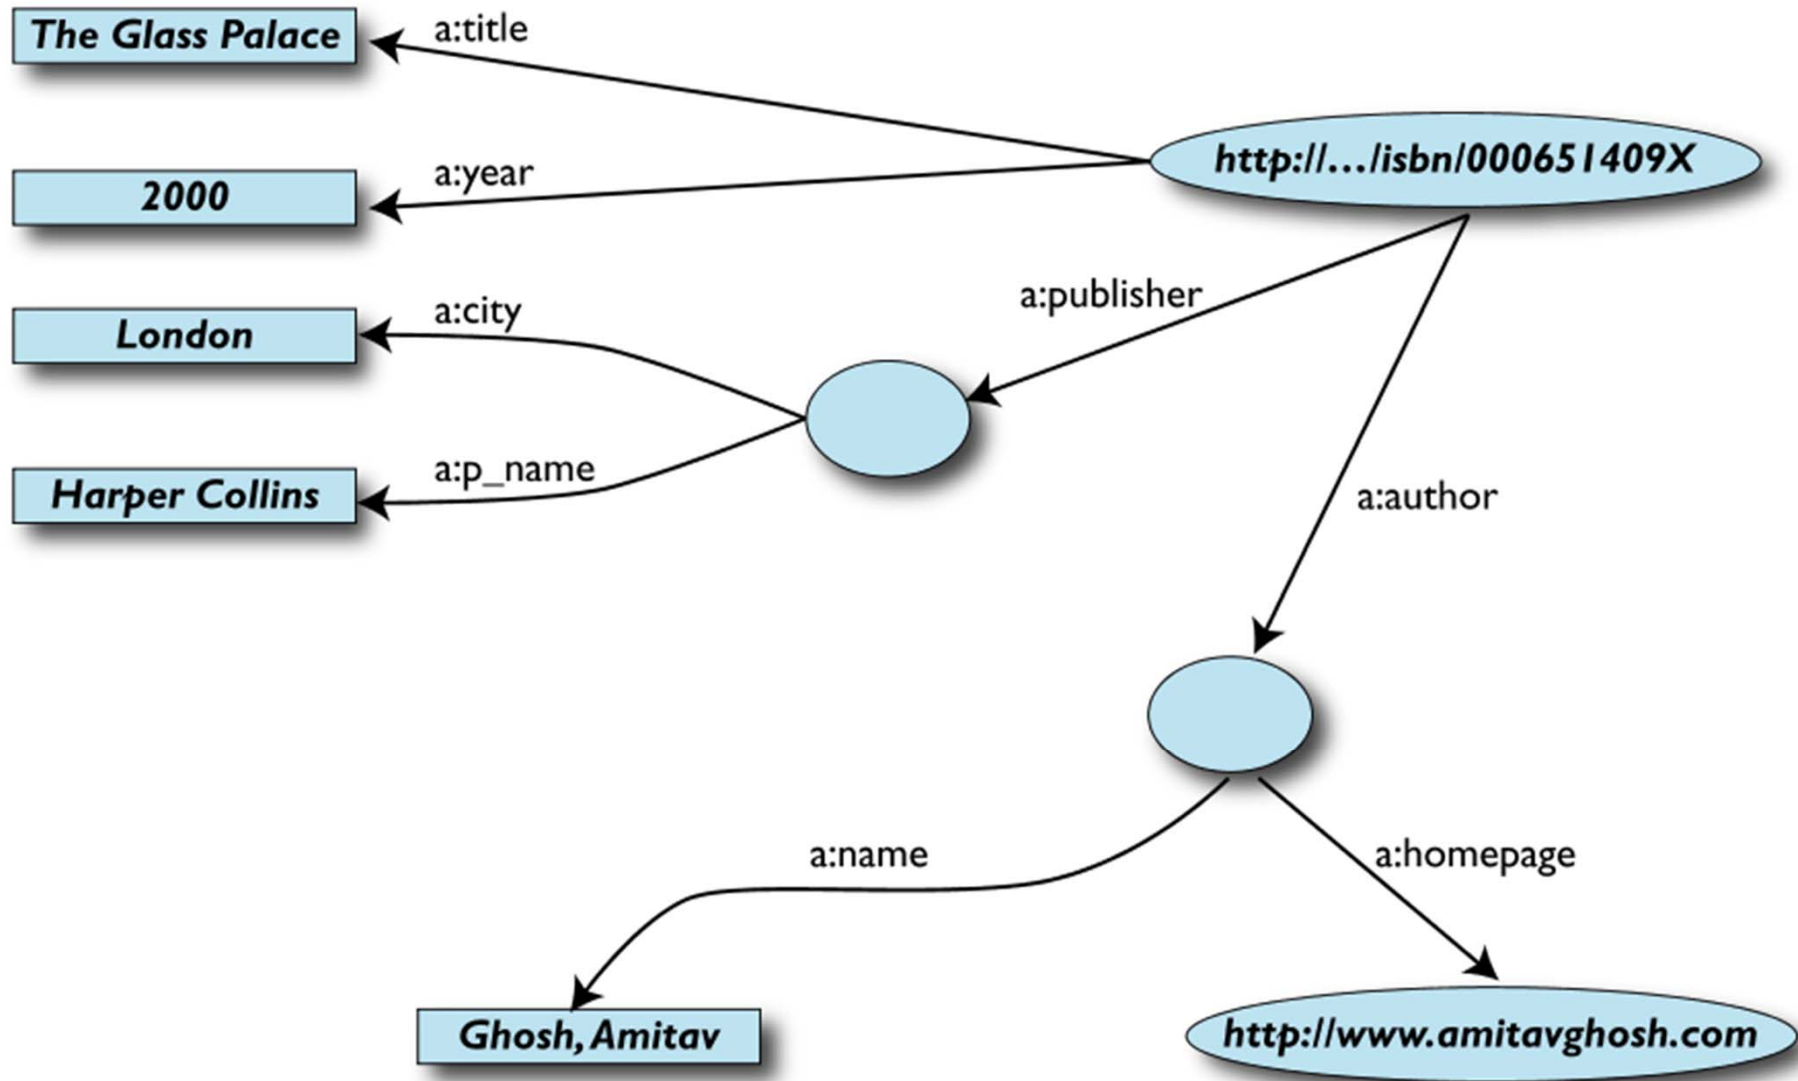 The Glass Palace
a:title
http://.../isbn/000651409X
2000
a:year
London
a:city
a:publisher
Harper Collins
a:p_name
a:author
a:name
a:homepage
Ghosh, Amitav
http://www.amitavghosh.com